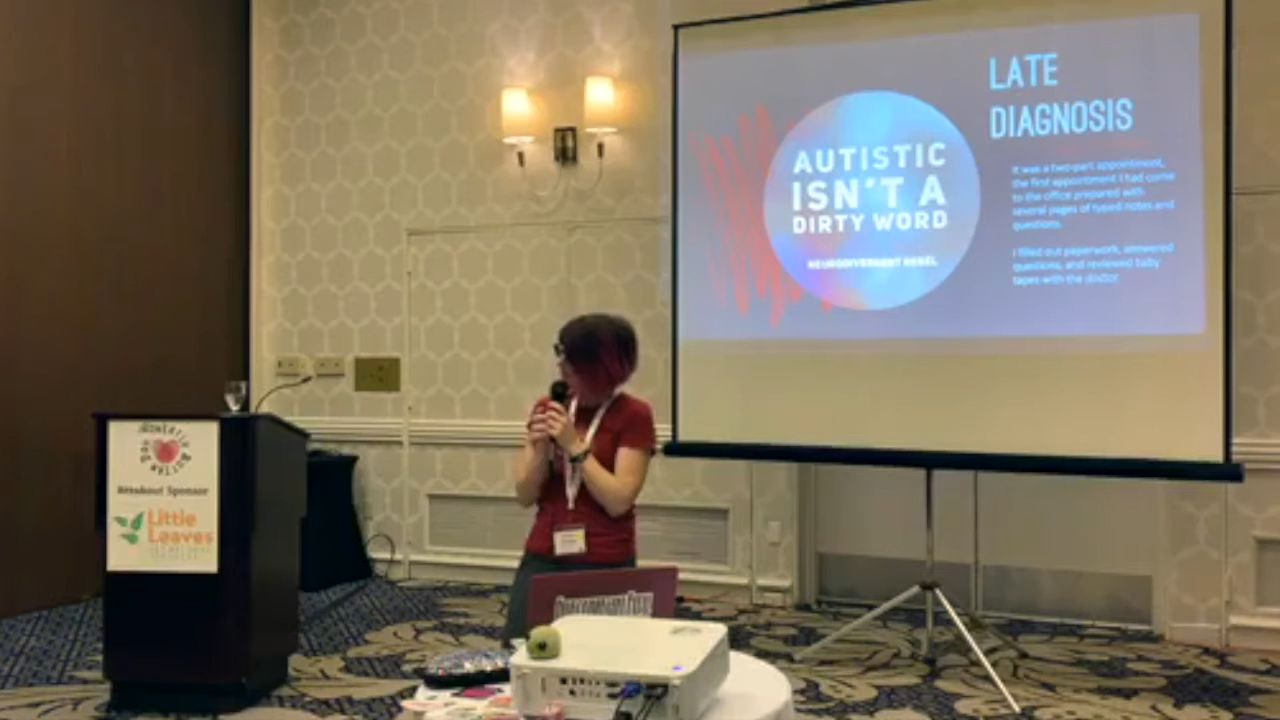 LATE
DIAGNOSIS
AUTISTIC
ISN'T A
DIRTY WORD
NEURODIVERGENT REBEL
It was a two-part appointment,
the first appointment I had come
to the office prepared with
several pages of typed notes and
questions.
I filled out paperwork, answered
questions, and reviewed baby
tapes with the doctor.
Breakout Sponsor
Little
Leaves